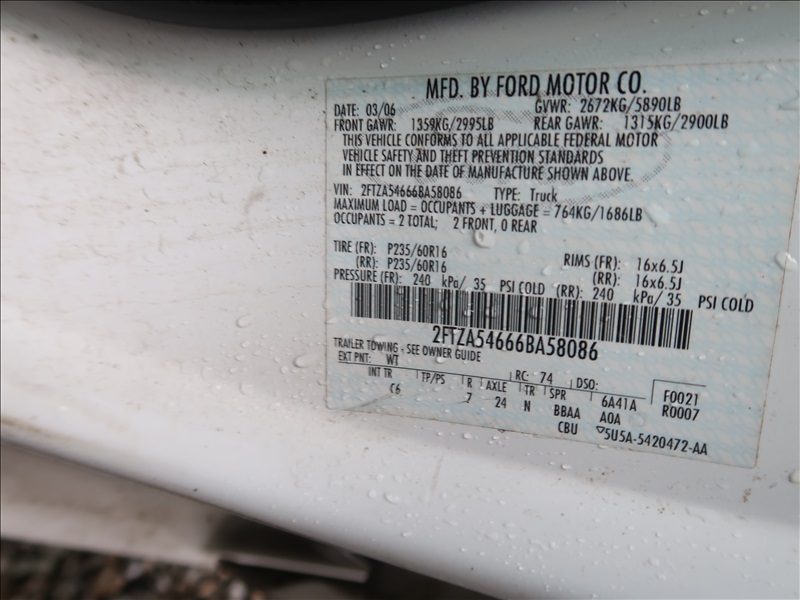 MFD. BY FORD MOTOR CO.
DATE: 03/06 GVWR: 2672KG/5890LB
FRONT GAWR: 1359KG/2995LB REAR GAWR: 1315KG/2900LB
THIS VEHICLE CONFORMS TO ALL APPLICABLE FEDERAL MOTOR
VEHICLE SAFETY AND THEFT PREVENTION STANDARDS
IN EFFECT ON THE DATE OF MANUFACTURE SHOWN ABOVE.
VIN: 2FTZA54666BA58086 TYPE: Truck
MAXIMUM LOAD = OCCUPANTS + LUGGAGE = 764KG/1686LB
OCCUPANTS = 2 TOTAL; 2 FRONT, 0 REAR
TIRE (FR): P235/60R16 RIMS (FR): 16x6.5J
(RR): P235/60R16 (RR): 16x6.5J
PRESSURE (FR): 240 kPa/ 35 PSI COLD (RR): 240 kPa/ 35 PSI COLD
2FTZA54666BA58086
TRAILER TOWING - SEE OWNER GUIDE
EXT PNT: WT RC: 74 DSO: F0021
INT TR TP/PS R AXLE TR SPR 6A41A R0007
C6 7 24 N BBAA A0A
CBU 5U5A-5420472-AA